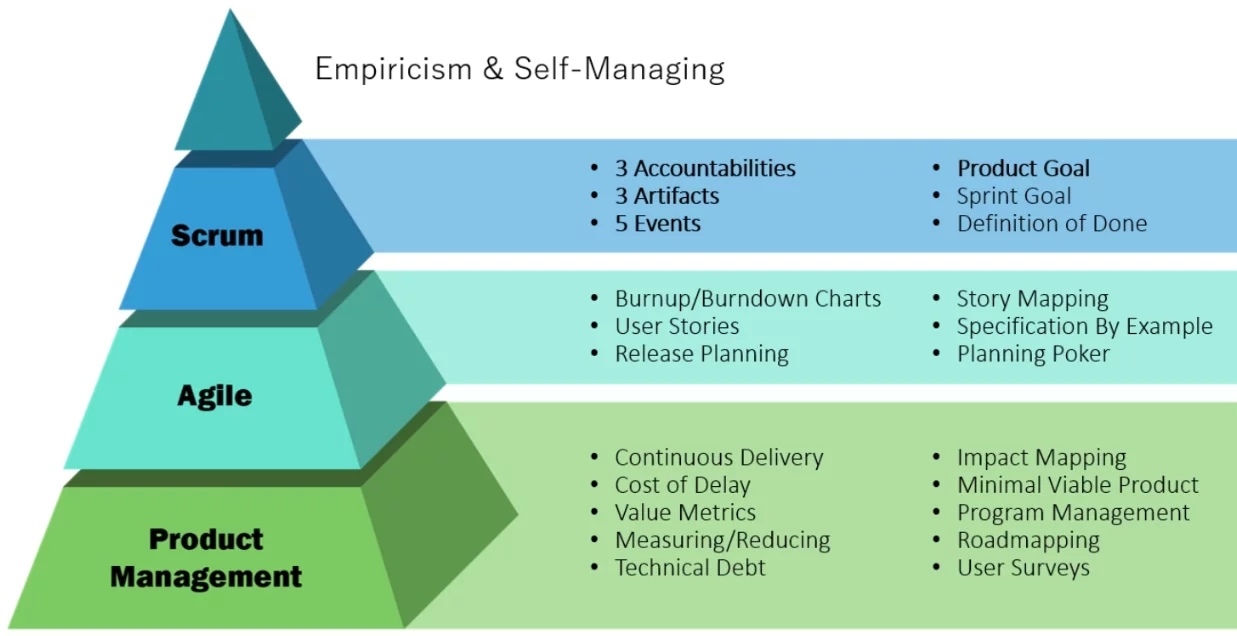 Empiricism & Self-Managing
Scrum
• 3 Accountabilities
• 3 Artifacts
• 5 Events
• Product Goal
• Sprint Goal
• Definition of Done
Agile
• Burnup/Burndown Charts
• User Stories
• Release Planning
• Story Mapping
• Specification By Example
• Planning Poker
Product
Management
• Continuous Delivery
• Cost of Delay
• Value Metrics
• Measuring/Reducing
• Technical Debt
• Impact Mapping
• Minimal Viable Product
• Program Management
• Roadmapping
• User Surveys